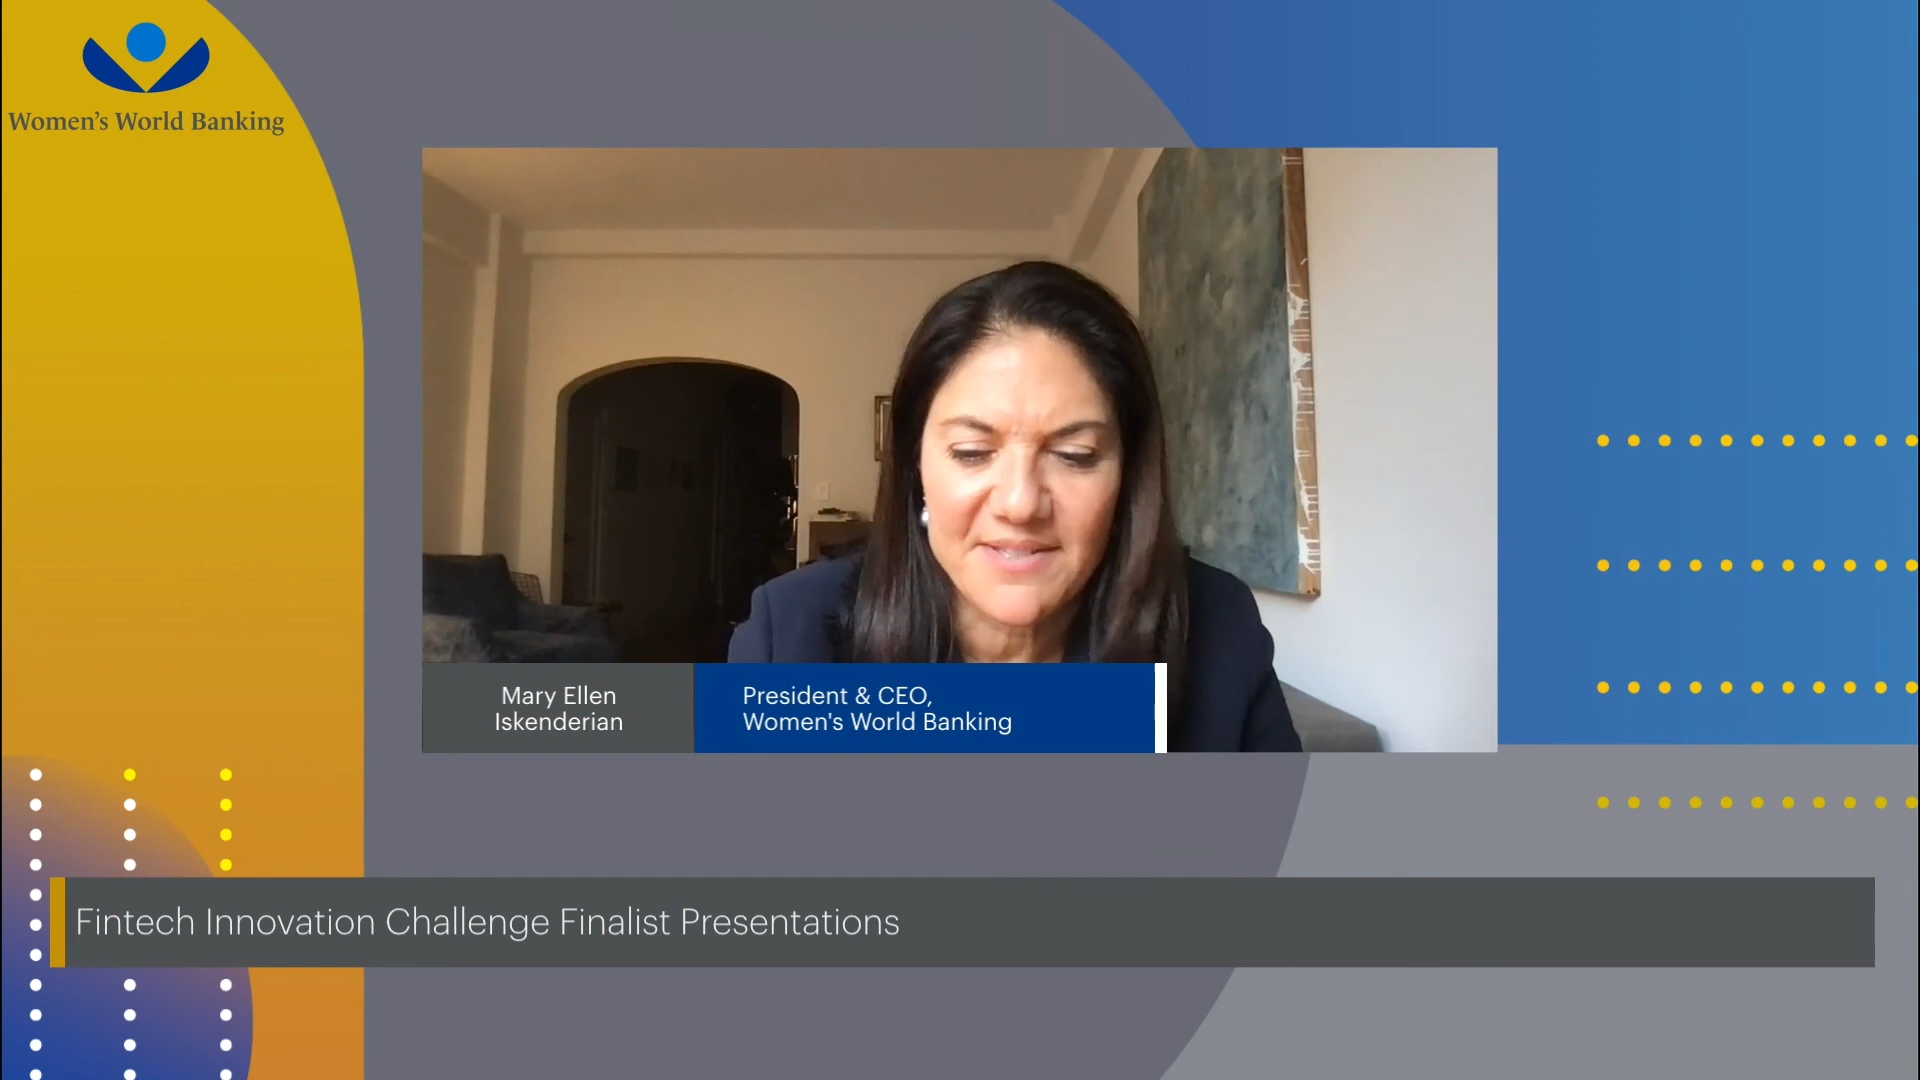 Women's World Banking
Mary Ellen
Iskenderian
President & CEO,
Women's World Banking
Fintech Innovation Challenge Finalist Presentations